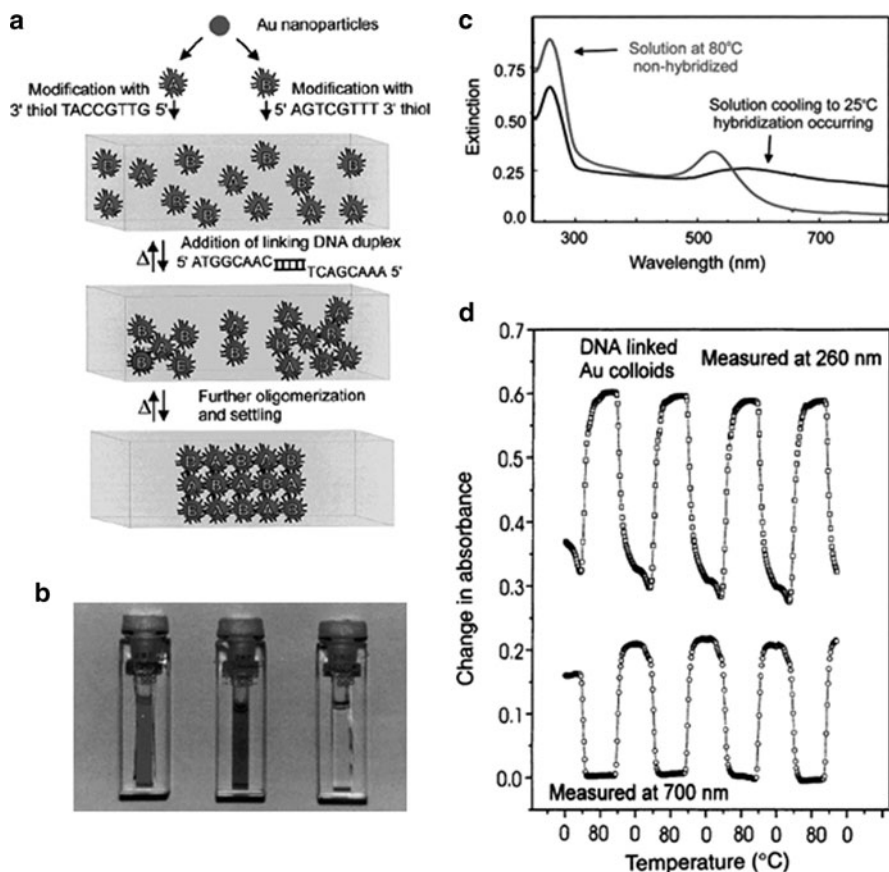 a
Au nanoparticles
A
B
Modification with
3' thiol TACCGTTG 5'
Modification with
5' AGTCGTTT 3' thiol
Δ
Addition of linking DNA duplex
5' ATGGCAAC
TCAGCAAA 5'
Δ
Further oligomerization
and settling
B A B A B
A B A B A
B A B A B
b
c
Extinction
0.75
0.50
0.25
0.0
Solution at 80°C
non-hybridized
Solution cooling to 25°C
hybridization occurring
300 500 700
Wavelength (nm)
d
Change in absorbance
0.7
0.6
0.5
0.4
0.3
0.2
0.1
0.0
DNA linked
Au colloids
Measured at 260 nm
Measured at 700 nm
0 80 0 80 0 80 0 80 0
Temperature (°C)